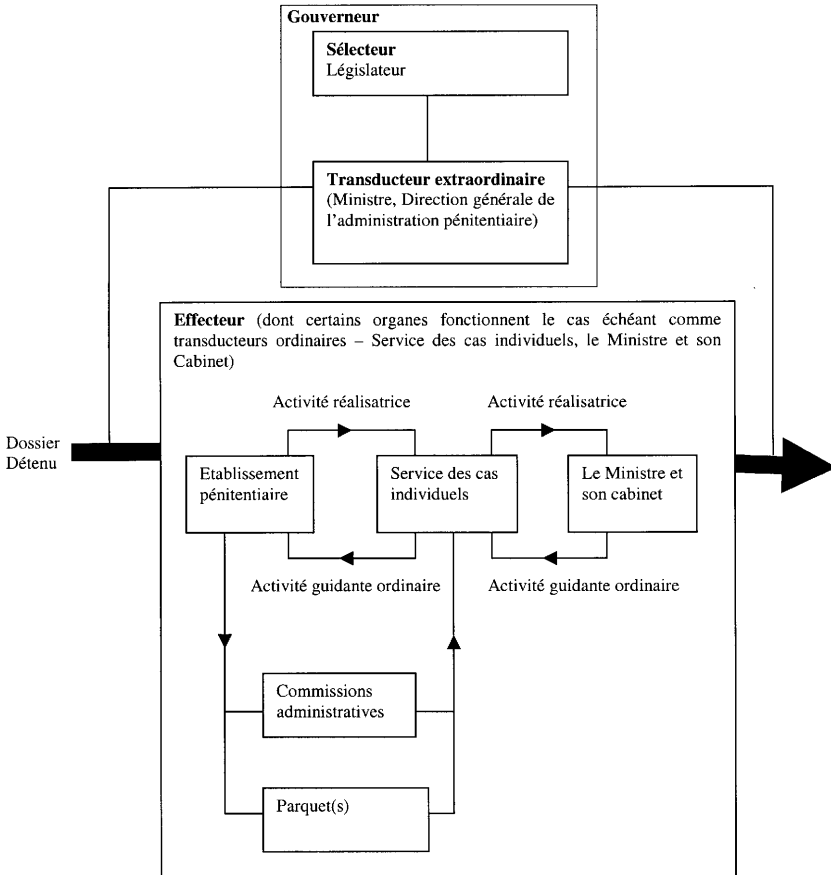 Gouverneur
Sélecteur
Législateur
Transducteur extraordinaire
(Ministre, Direction générale de
l'administration pénitentiaire)
Effecteur (dont certains organes fonctionnent le cas échéant comme
transducteurs ordinaires – Service des cas individuels, le Ministre et son
Cabinet)
Activité réalisatrice
Activité réalisatrice
Dossier
Détenu
Etablissement
pénitentiaire
Service des cas
individuels
Le Ministre et
son cabinet
Activité guidante ordinaire
Activité guidante ordinaire
Commissions
administratives
Parquet(s)